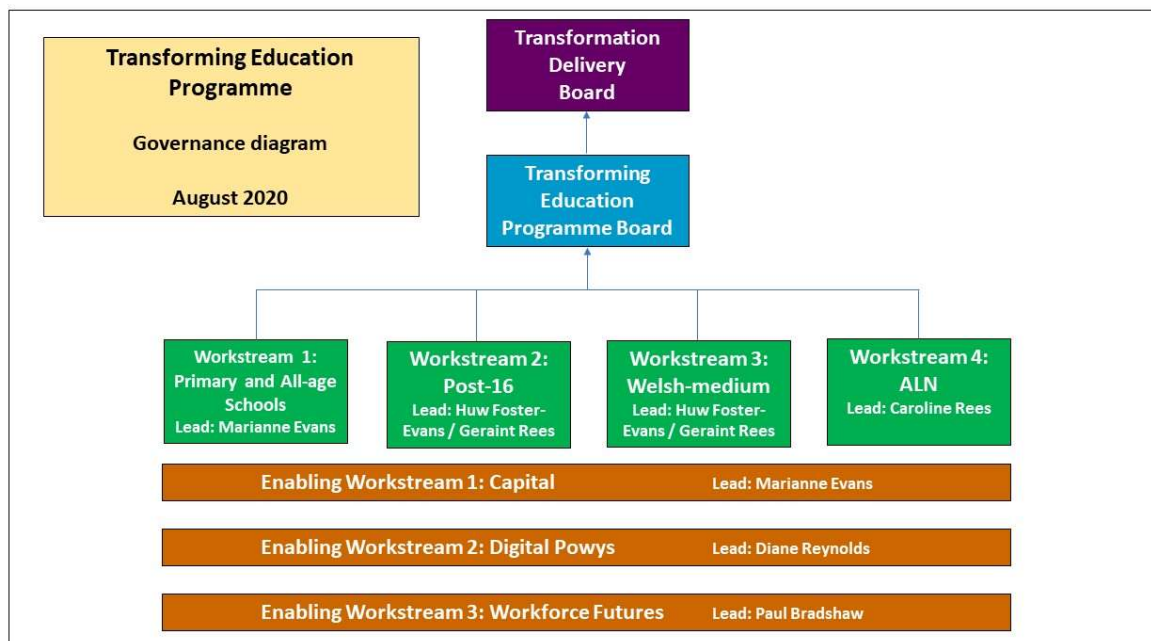 Transforming Education
Programme
Governance diagram
August 2020
Transformation
Delivery
Board
Transforming
Education
Programme Board
Workstream 1:
Primary and All-age
Schools
Lead: Marianne Evans
Workstream 2:
Post-16
Lead: Huw Foster-
Evans / Geraint Rees
Workstream 3:
Welsh-medium
Lead: Huw Foster-
Evans / Geraint Rees
Workstream 4:
ALN
Lead: Caroline Rees
Enabling Workstream 1: Capital Lead: Marianne Evans
Enabling Workstream 2: Digital Powys Lead: Diane Reynolds
Enabling Workstream 3: Workforce Futures Lead: Paul Bradshaw